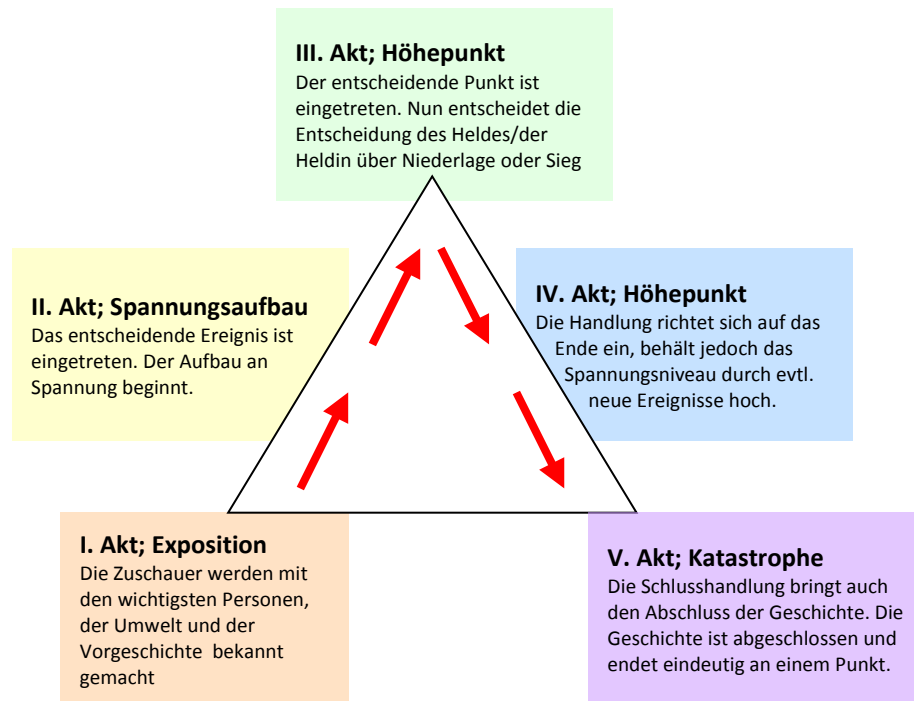 III. Akt; Höhepunkt
Der entscheidende Punkt ist
eingetreten. Nun entscheidet die
Entscheidung des Heldes/der
Heldin über Niederlage oder Sieg
II. Akt; Spannungsaufbau
Das entscheidende Ereignis ist
eingetreten. Der Aufbau an
Spannung beginnt.
IV. Akt; Höhepunkt
Die Handlung richtet sich auf das
Ende ein, behält jedoch das
Spannungsniveau durch evtl.
neue Ereignisse hoch.
I. Akt; Exposition
Die Zuschauer werden mit
den wichtigsten Personen,
der Umwelt und der
Vorgeschichte bekannt
gemacht
V. Akt; Katastrophe
Die Schlusshandlung bringt auch
den Abschluss der Geschichte. Die
Geschichte ist abgeschlossen und
endet eindeutig an einem Punkt.